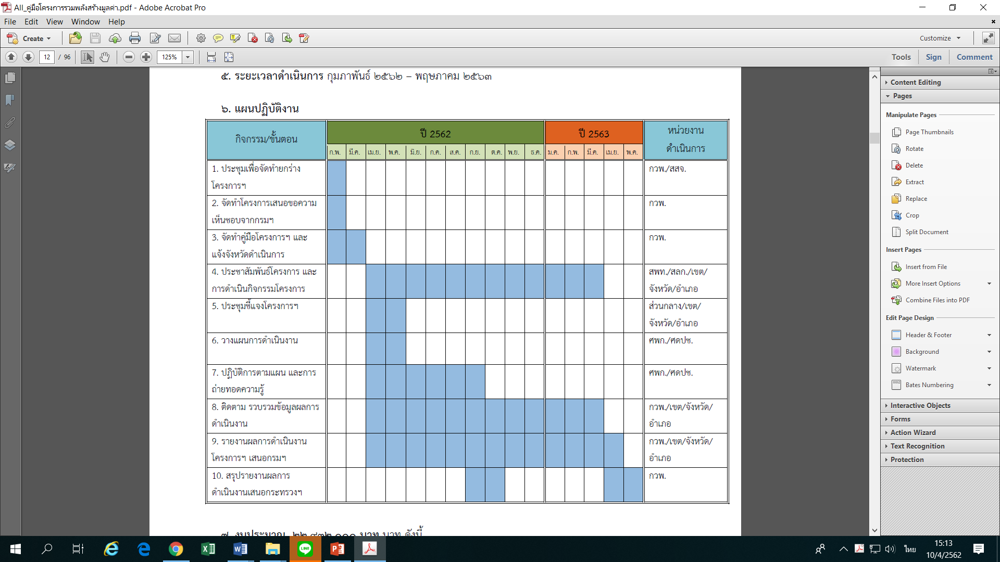 All_คู่มือโครงการรวมพลังสร้างมูลค่า.pdf - Adobe Acrobat Pro
File Edit View Window Help
Create Customize
12 / 96 125% Tools Sign Comment
๕. ระยะเวลาดำเนินการ กุมภาพันธ์ ๒๕๖๒ – พฤษภาคม ๒๕๖๓
๖. แผนปฏิบัติงาน
กิจกรรม/ขั้นตอน ปี 2562 ปี 2563 หน่วยงาน
ดำเนินการ
ก.พ. มี.ค. เม.ย. พ.ค. มิ.ย. ก.ค. ส.ค. ก.ย. ต.ค. พ.ย. ธ.ค. ม.ค. ก.พ. มี.ค. เม.ย. พ.ค.
1. ประชุมเพื่อจัดทำยกร่าง กวพ./สสจ.
โครงการฯ
2. จัดทำโครงการเสนอขอความ กวพ.
เห็นชอบจากกรมฯ
3. จัดทำคู่มือโครงการฯ และ กวพ.
แจ้งจังหวัดดำเนินการ
4. ประชาสัมพันธ์โครงการ และ สพท./สลก./เขต/
การดำเนินกิจกรรมโครงการ จังหวัด/อำเภอ
5. ประชุมชี้แจงโครงการฯ ส่วนกลาง/เขต/
จังหวัด/อำเภอ
6. วางแผนการดำเนินงาน ศพก./ศดปช.
7. ปฏิบัติการตามแผน และการ ศพก./ศดปช.
ถ่ายทอดความรู้
8. ติดตาม รวบรวมข้อมูลผลการ กวพ./เขต/จังหวัด/
ดำเนินงาน อำเภอ
9. รายงานผลการดำเนินงาน กวพ./เขต/จังหวัด/
โครงการฯ เสนอกรมฯ อำเภอ
10. สรุปรายงานผลการ กวพ.
ดำเนินงานเสนอกระทรวงฯ
๗. งบประมาณ บาท บาท ดังนี้
Content Editing
Pages
Manipulate Pages
Page Thumbnails
Rotate
Delete
Extract
Replace
Crop
Split Document
Insert Pages
Insert from File
More Insert Options
Combine Files into PDF
Edit Page Design
Header & Footer
Background
Watermark
Bates Numbering
Interactive Objects
Forms
Action Wizard
Text Recognition
Protection
LINE
ไทย
15:13
10/4/2562